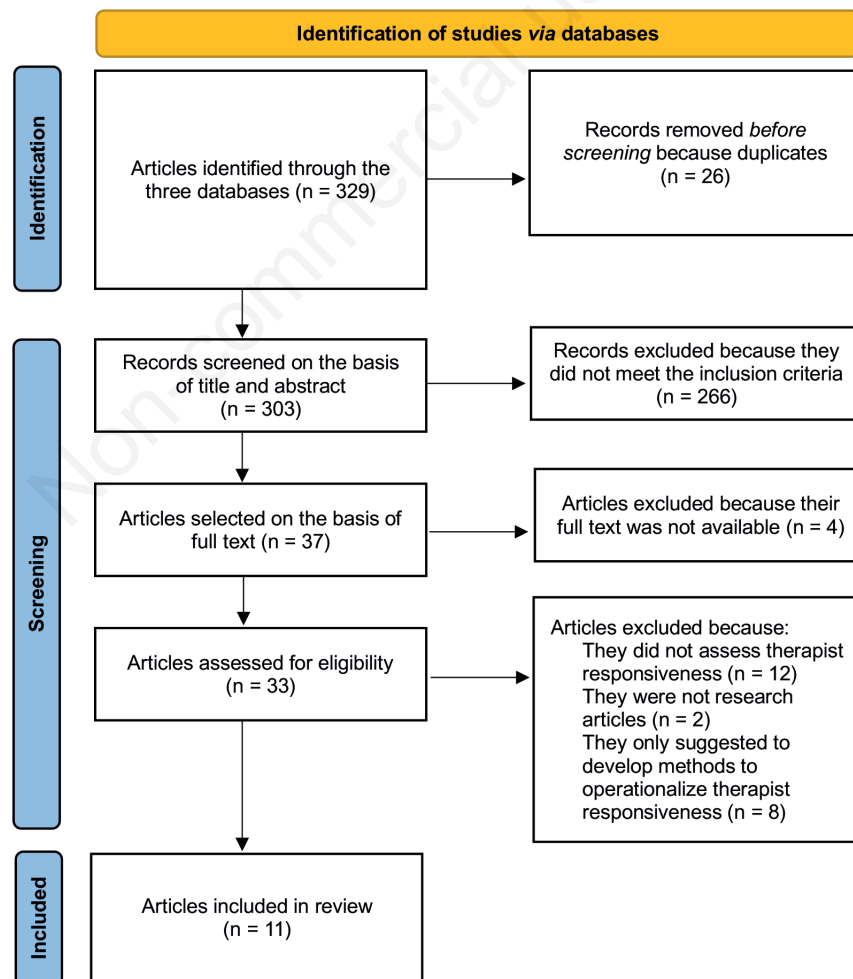 Identification of studies via databases
Identification
Articles identified through the
three databases (n = 329)
Records removed before
screening because duplicates
(n = 26)
Screening
Records screened on the basis
of title and abstract
(n = 303)
Records excluded because they
did not meet the inclusion criteria
(n = 266)
Articles selected on the basis of
full text (n = 37)
Articles excluded because their
full text was not available (n = 4)
Articles assessed for eligibility
(n = 33)
Articles excluded because:
They did not assess therapist
responsiveness (n = 12)
They were not research
articles (n = 2)
They only suggested to
develop methods to
operationalize therapist
responsiveness (n = 8)
Included
Articles included in review
(n = 11)
Non-commercial